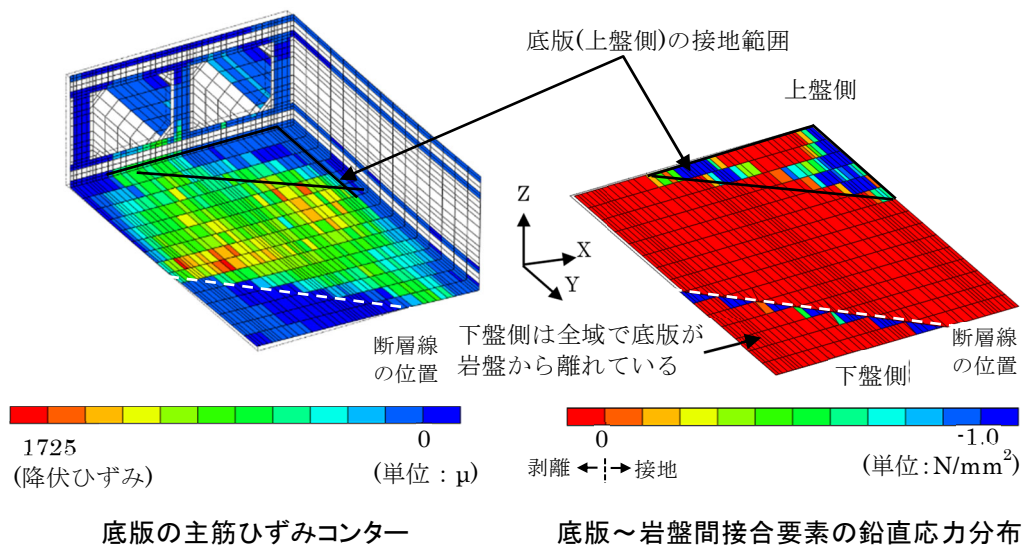 底版(上盤側)の接地範囲
上盤側
Z
X
Y
断層線
の位置
下盤側は全域で底版が
岩盤から離れている
下盤側
断層線
の位置
1725
0
(降伏ひずみ)
(単位：μ)
0
-1.0
剥離 ← → 接地
(単位:N/mm²)
底版の主筋ひずみコンター
底版～岩盤間接合要素の鉛直応力分布